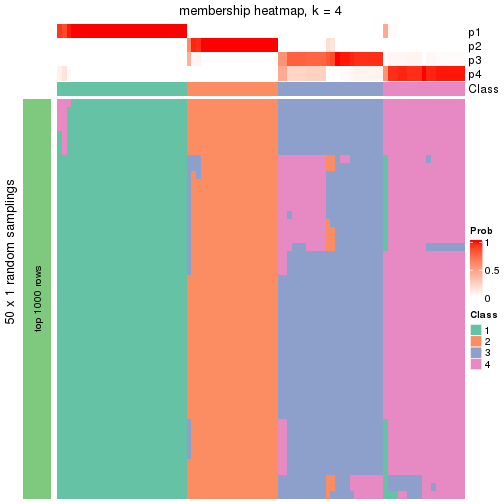 membership heatmap, k = 4
p1
p2
p3
p4
Class
50 x 1 random samplings
top 1000 rows
Prob
1
0.5
0
Class
1
2
3
4